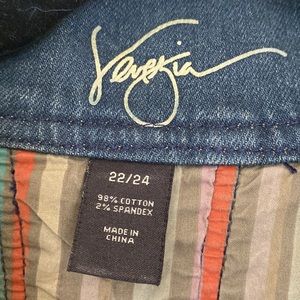 Venezia
22/24
98% COTTON
2% SPANDEX
MADE IN
CHINA